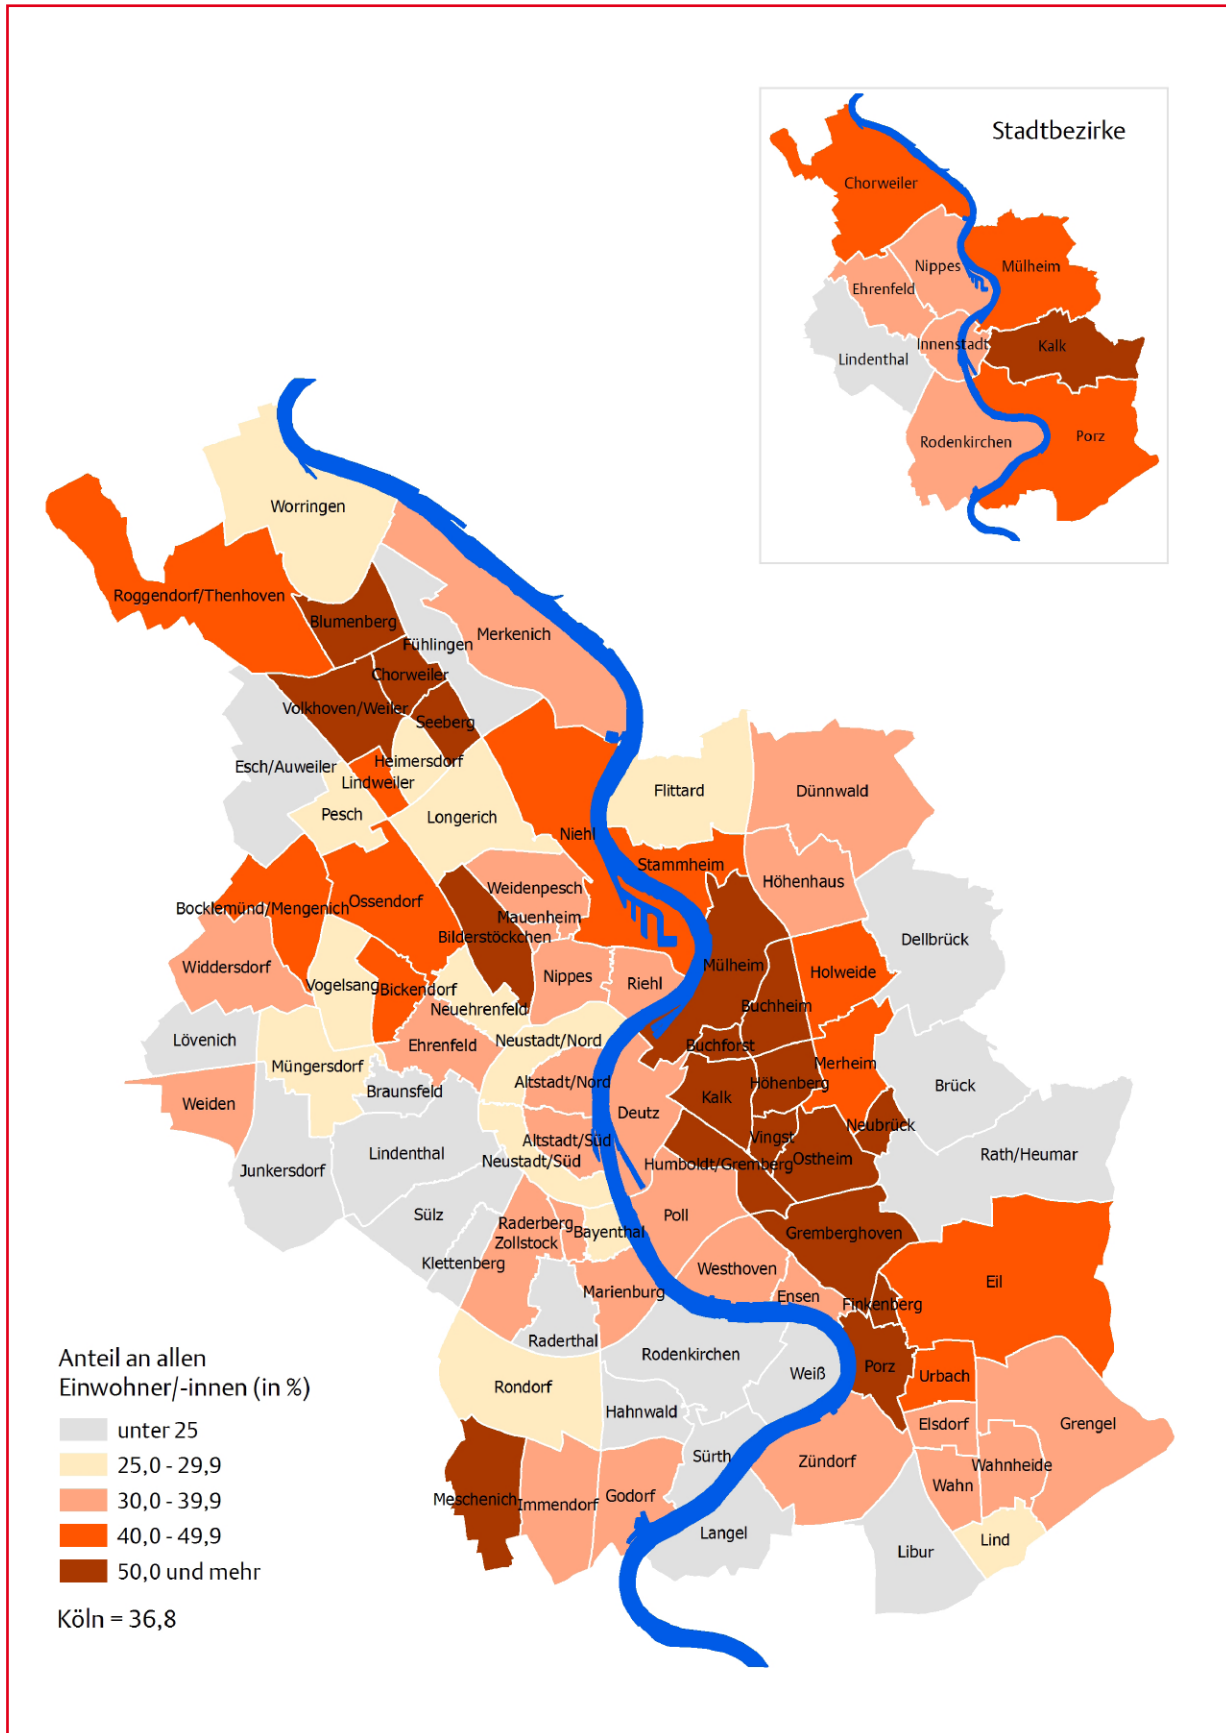 Stadtbezirke
Chorweiler
Nippes
Mülheim
Ehrenfeld
Innenstadt
Kalk
Lindenthal
Rodenkirchen
Porz
Worringen
Roggendorf/Thenhoven
Blumenberg
Merkenich
Fühlingen
Chorweiler
Volkhoven/Weiler
Seeberg
Heimersdorf
Esch/Auweiler
Lindweiler
Pesch
Longerich
Flittard
Dünnwald
Niehl
Stammheim
Höhenhaus
Weidenpesch
Ossendorf
Bocklemünd/Mengenich
Mauenheim
Bilderstöckchen
Dellbrück
Widdersdorf
Mülheim
Holweide
Nippes
Riehl
Vogelsang
Bickendorf
Buchheim
Neuehrenfeld
Lövenich
Neustadt/Nord
Ehrenfeld
Buchforst
Müngersdorf
Merheim
Altstadt/Nord
Höhenberg
Brück
Braunsfeld
Kalk
Weiden
Deutz
Neubrück
Vingst
Altstadt/Süd
Lindenthal
Rath/Heumar
Ostheim
Neustadt/Süd
Humboldt/Gremberg
Junkersdorf
Sülz
Poll
Raderberg
Bayenthal
Gremberghoven
Zollstock
Klettenberg
Westhoven
Eil
Marienburg
Ensen
Finkenberg
Raderthal
Rodenkirchen
Porz
Weiß
Urbach
Rondorf
Hahnwald
Elsdorf
Grengel
Sürth
Zündorf
Wahnheide
Wahn
Meschenich
Immendorf
Godorf
Langel
Lind
Libur
Anteil an allen
Einwohner/-innen (in %)
unter 25
25,0 - 29,9
30,0 - 39,9
40,0 - 49,9
50,0 und mehr
Köln = 36,8